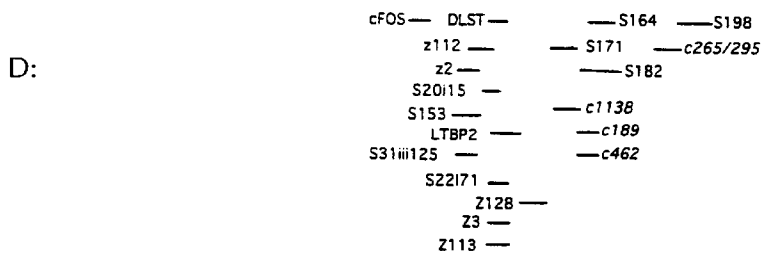 cFOS DLST S164 S198
z112 S171 c265/295
D: z2 S182
S20i15
S153 c1138
LTBP2 c189
S31iii125 c462
S22I71
Z128
Z3
Z113